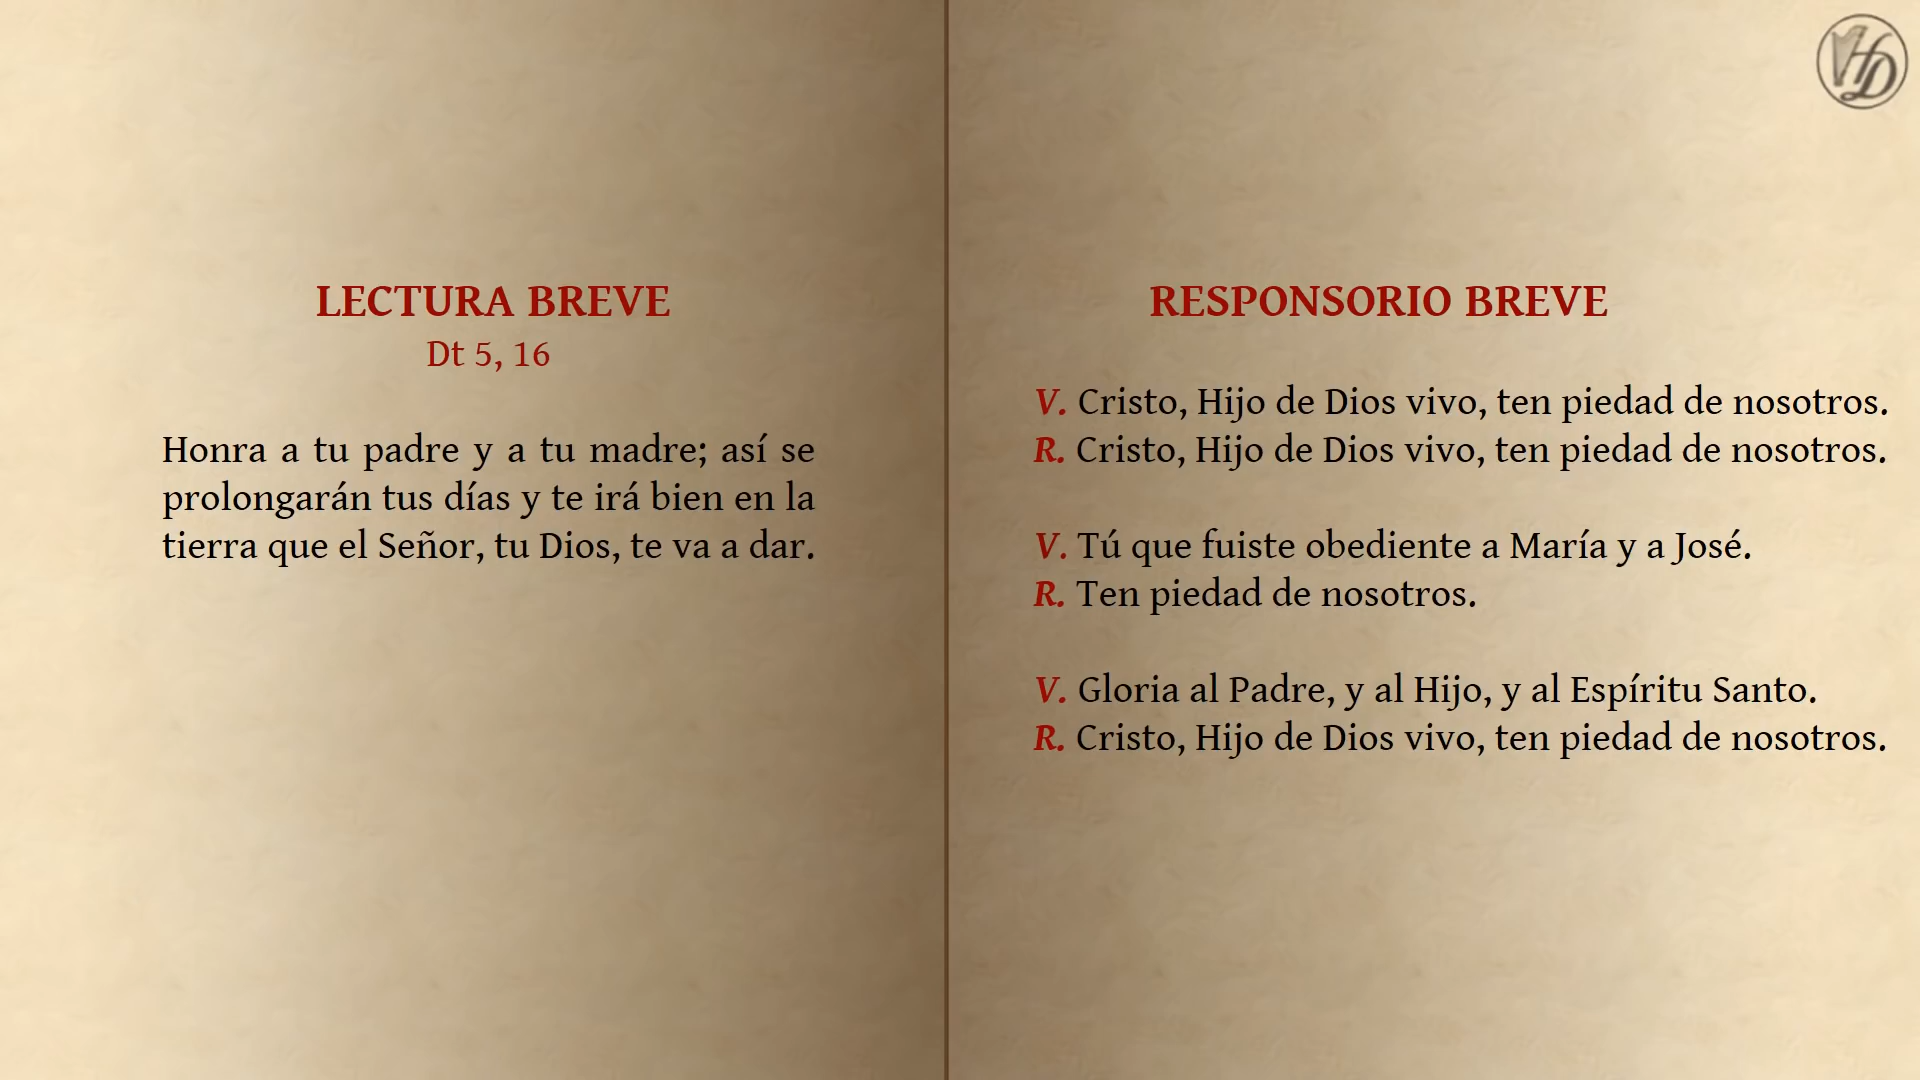 LECTURA BREVE
Dt 5, 16
Honra a tu padre y a tu madre; así se
prolongarán tus días y te irá bien en la
tierra que el Señor, tu Dios, te va a dar.
RESPONSORIO BREVE
V. Cristo, Hijo de Dios vivo, ten piedad de nosotros.
R. Cristo, Hijo de Dios vivo, ten piedad de nosotros.
V. Tú que fuiste obediente a María y a José.
R. Ten piedad de nosotros.
V. Gloria al Padre, y al Hijo, y al Espíritu Santo.
R. Cristo, Hijo de Dios vivo, ten piedad de nosotros.
HD